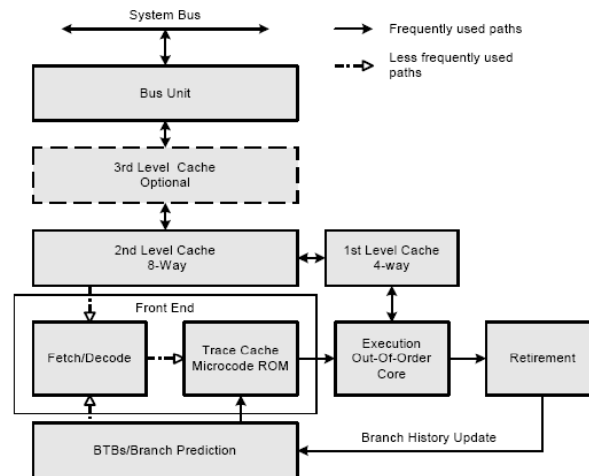 System Bus
Frequently used paths
Less frequently used
paths
Bus Unit
3rd Level Cache
Optional
2nd Level Cache
8-Way
1st Level Cache
4-way
Front End
Fetch/Decode
Trace Cache
Microcode ROM
Execution
Out-Of-Order
Core
Retirement
BTBs/Branch Prediction
Branch History Update